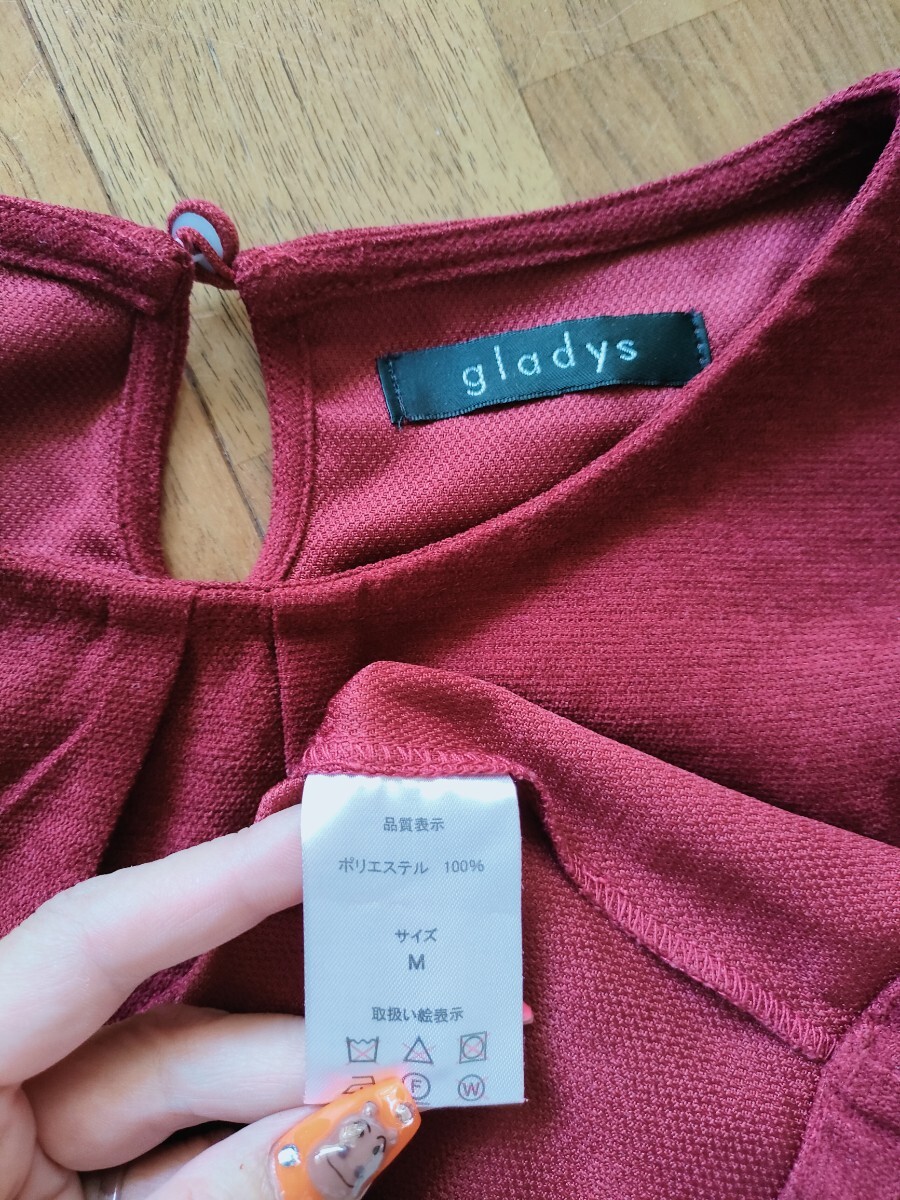 gladys
品質表示
ポリエステル 100%
サイズ
M
取扱い絵表示
F W